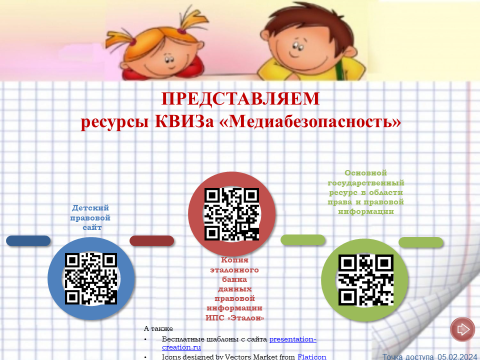 ПРЕДСТАВЛЯЕМ
ресурсы КВИЗа «Медиабезопасность»
Детский
правовой
сайт
Копия
эталонного
банка
данных
правовой
информации
ИПС «Эталон»
Основной
государственный
ресурс в области
права и правовой
информации
А также
• Бесплатные шаблоны с сайта presentation-
creation.ru
• Icons designed by Vectors Market from Flaticon
Точка доступа 05.02.2024